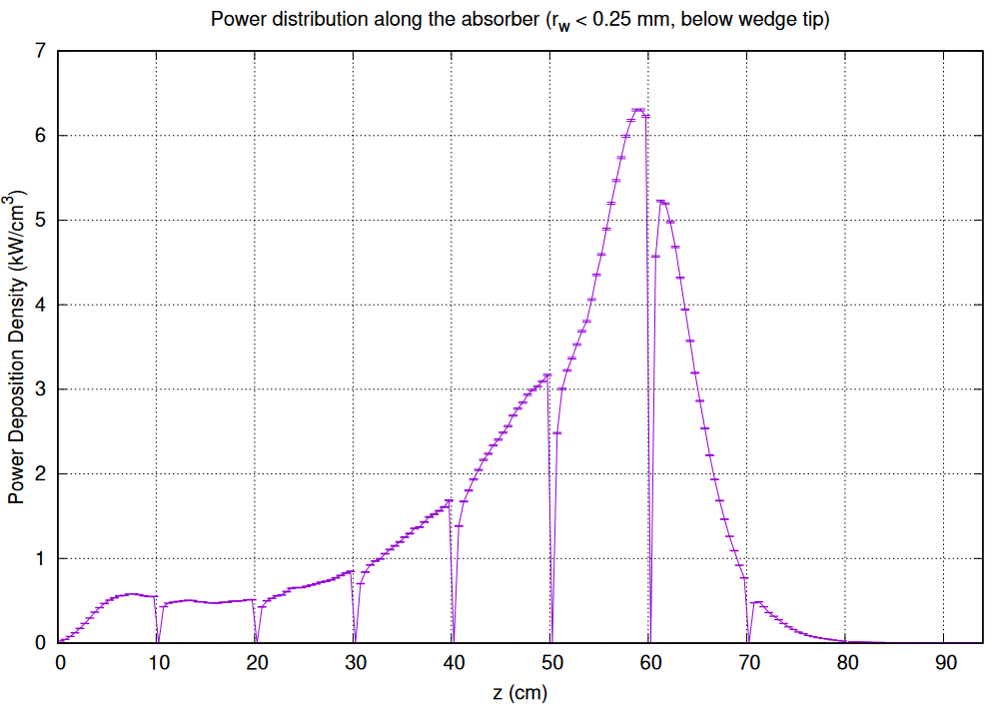 Power distribution along the absorber (r_w < 0.25 mm, below wedge tip)
Power Deposition Density (kW/cm³)
7
6
5
4
3
2
1
0
0 10 20 30 40 50 60 70 80 90
z (cm)